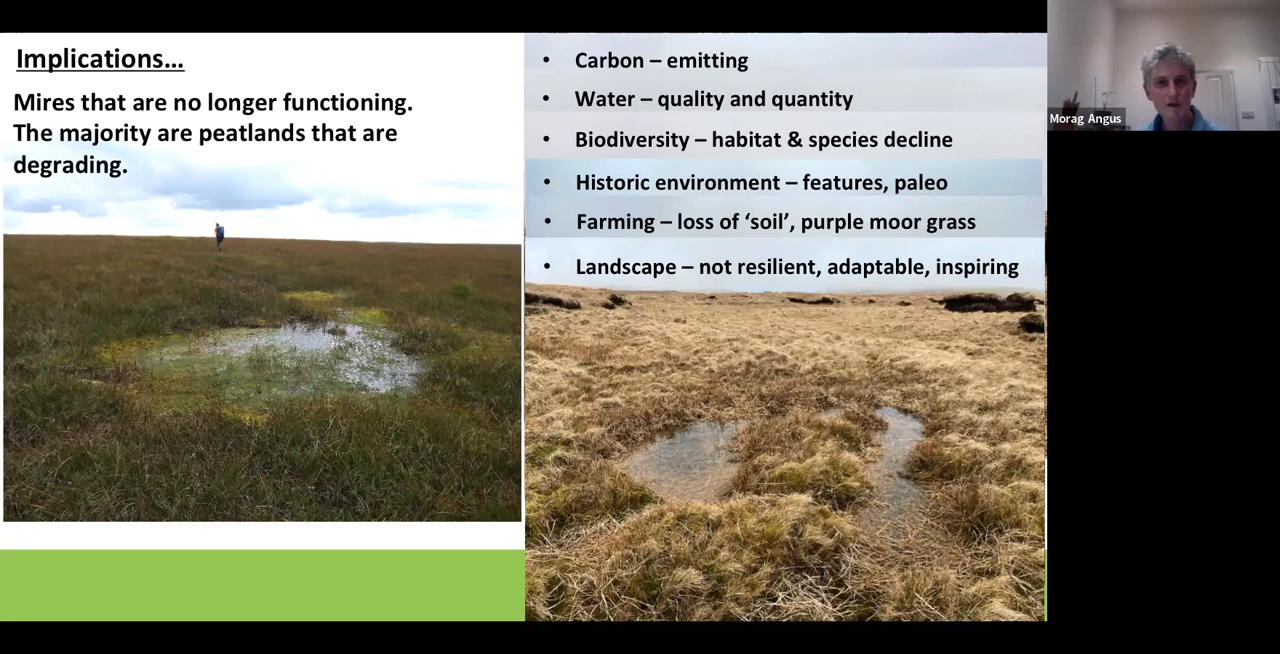 Implications...
Mires that are no longer functioning.
The majority are peatlands that are
degrading.
• Carbon – emitting
• Water – quality and quantity
• Biodiversity – habitat & species decline
• Historic environment – features, paleo
• Farming – loss of ‘soil’, purple moor grass
• Landscape – not resilient, adaptable, inspiring
Morag Angus